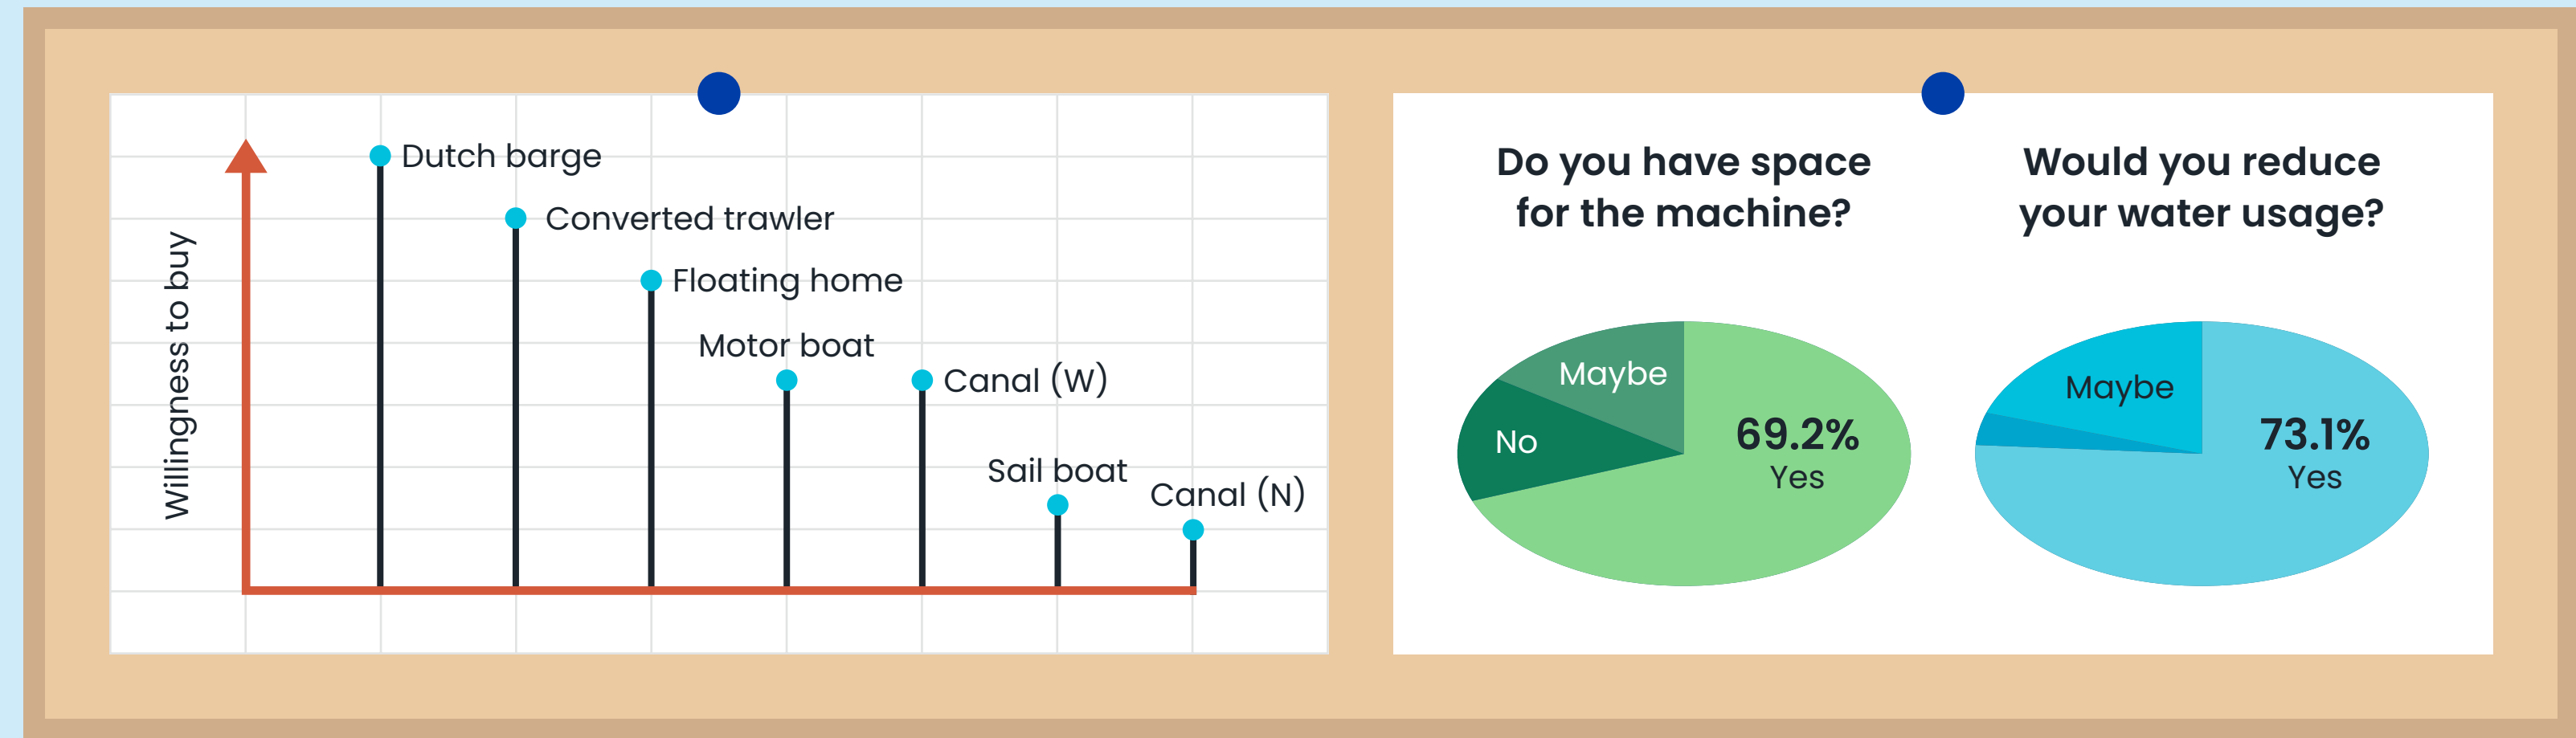 Willingness to buy
Dutch barge
Converted trawler
Floating home
Motor boat
Canal (W)
Sail boat
Canal (N)
Do you have space
for the machine?
Maybe
No
69.2%
Yes
Would you reduce
your water usage?
Maybe
73.1%
Yes